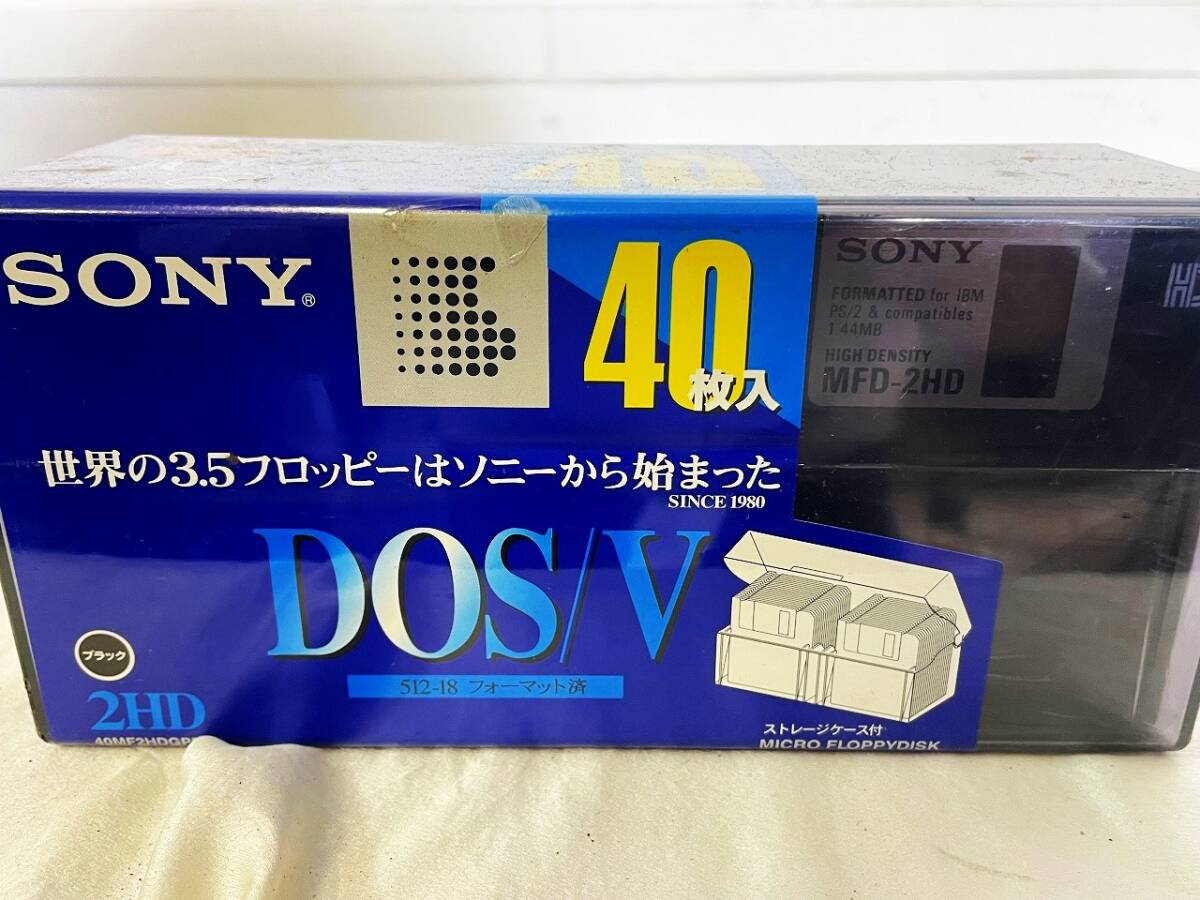 SONY®
40
40枚入
世界の3.5フロッピーはソニーから始まった
SINCE 1980
DOS/V
512-18 フォーマット済
ブラック
2HD
ストレージケース付
MICRO FLOPPYDISK
SONY
FORMATTED for IBM
PS/2 & compatibles
1.44MB
HIGH DENSITY
MFD-2HD